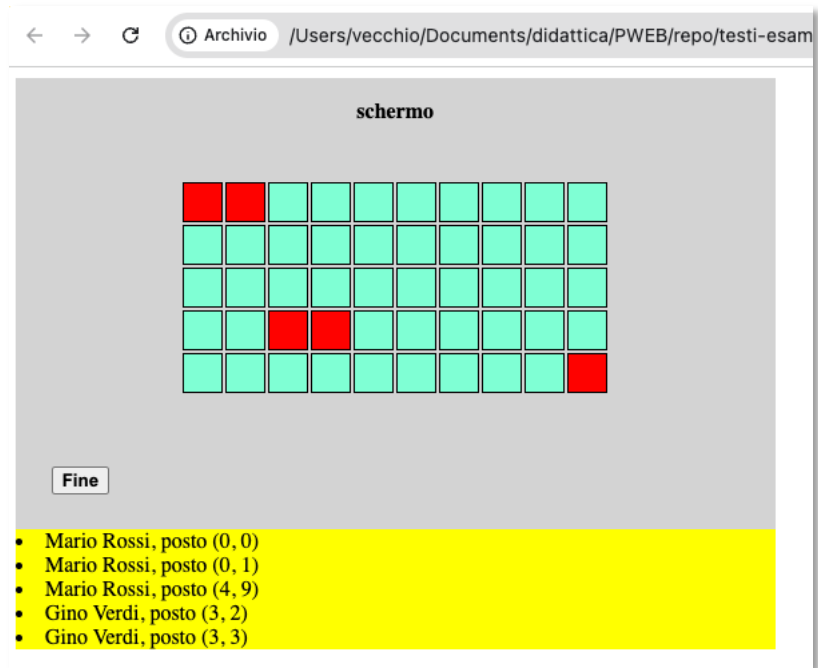 Archivio /Users/vecchio/Documents/didattica/PWEB/repo/testi-esam
schermo
Fine
Mario Rossi, posto (0, 0)
Mario Rossi, posto (0, 1)
Mario Rossi, posto (4, 9)
Gino Verdi, posto (3, 2)
Gino Verdi, posto (3, 3)